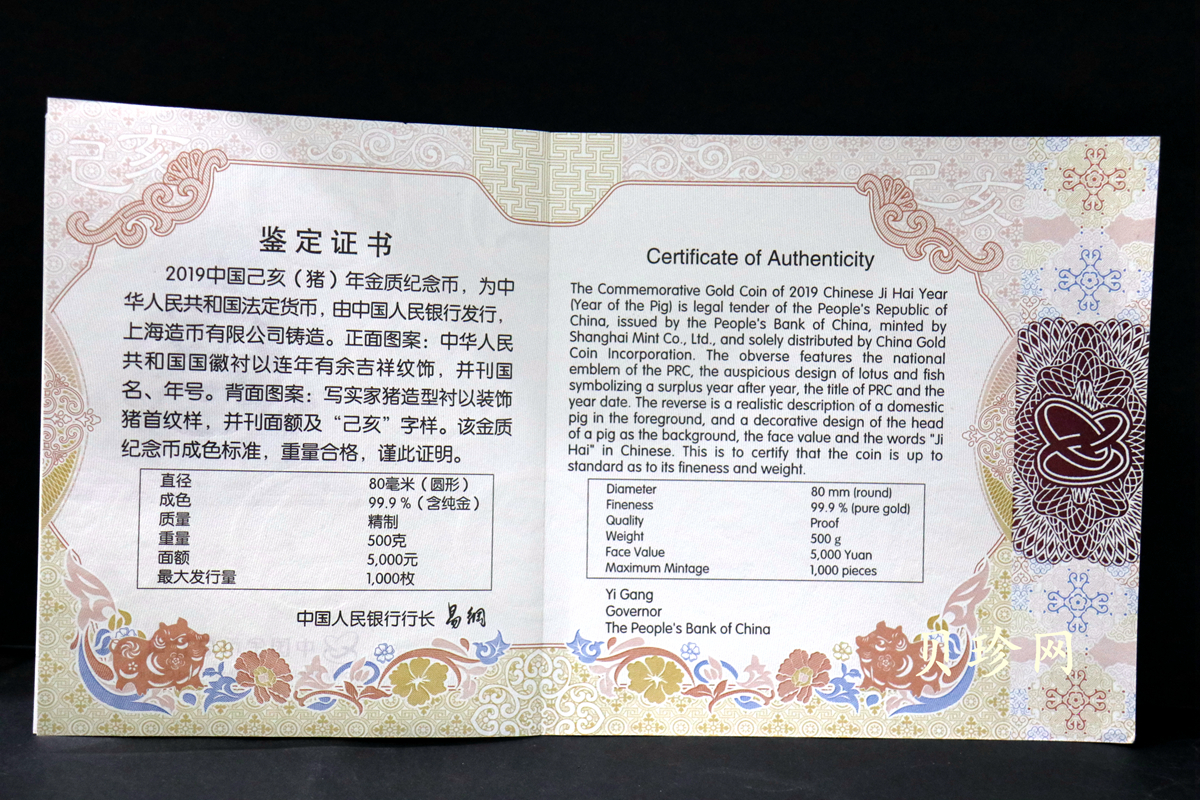 己亥
己亥
鉴定证书
2019中国己亥（猪）年金质纪念币，为中
华人民共和国法定货币，由中国人民银行发行，
上海造币有限公司铸造。正面图案：中华人民
共和国国徽衬以连年有余吉祥纹饰，并刊国
名、年号。背面图案：写实家猪造型衬以装饰
猪首纹样，并刊面额及“己亥”字样。该金质
纪念币成色标准，重量合格，谨此证明。
直径 80毫米（圆形）
成色 99.9 %（含纯金）
质量 精制
重量 500克
面额 5,000元
最大发行量 1,000枚
中国人民银行行长 易纲
Certificate of Authenticity
The Commemorative Gold Coin of 2019 Chinese Ji Hai Year
(Year of the Pig) is legal tender of the People's Republic of
China, issued by the People's Bank of China, minted by
Shanghai Mint Co., Ltd., and solely distributed by China Gold
Coin Incorporation. The obverse features the national
emblem of the PRC, the auspicious design of lotus and fish
symbolizing a surplus year after year, the title of PRC and the
year date. The reverse is a realistic description of a domestic
pig in the foreground, and a decorative design of the head
of a pig as the background, the face value and the words "Ji
Hai" in Chinese. This is to certify that the coin is up to
standard as to its fineness and weight.
Diameter 80 mm (round)
Fineness 99.9 % (pure gold)
Quality Proof
Weight 500 g
Face Value 5,000 Yuan
Maximum Mintage 1,000 pieces
Yi Gang
Governor
The People's Bank of China
贝珍网